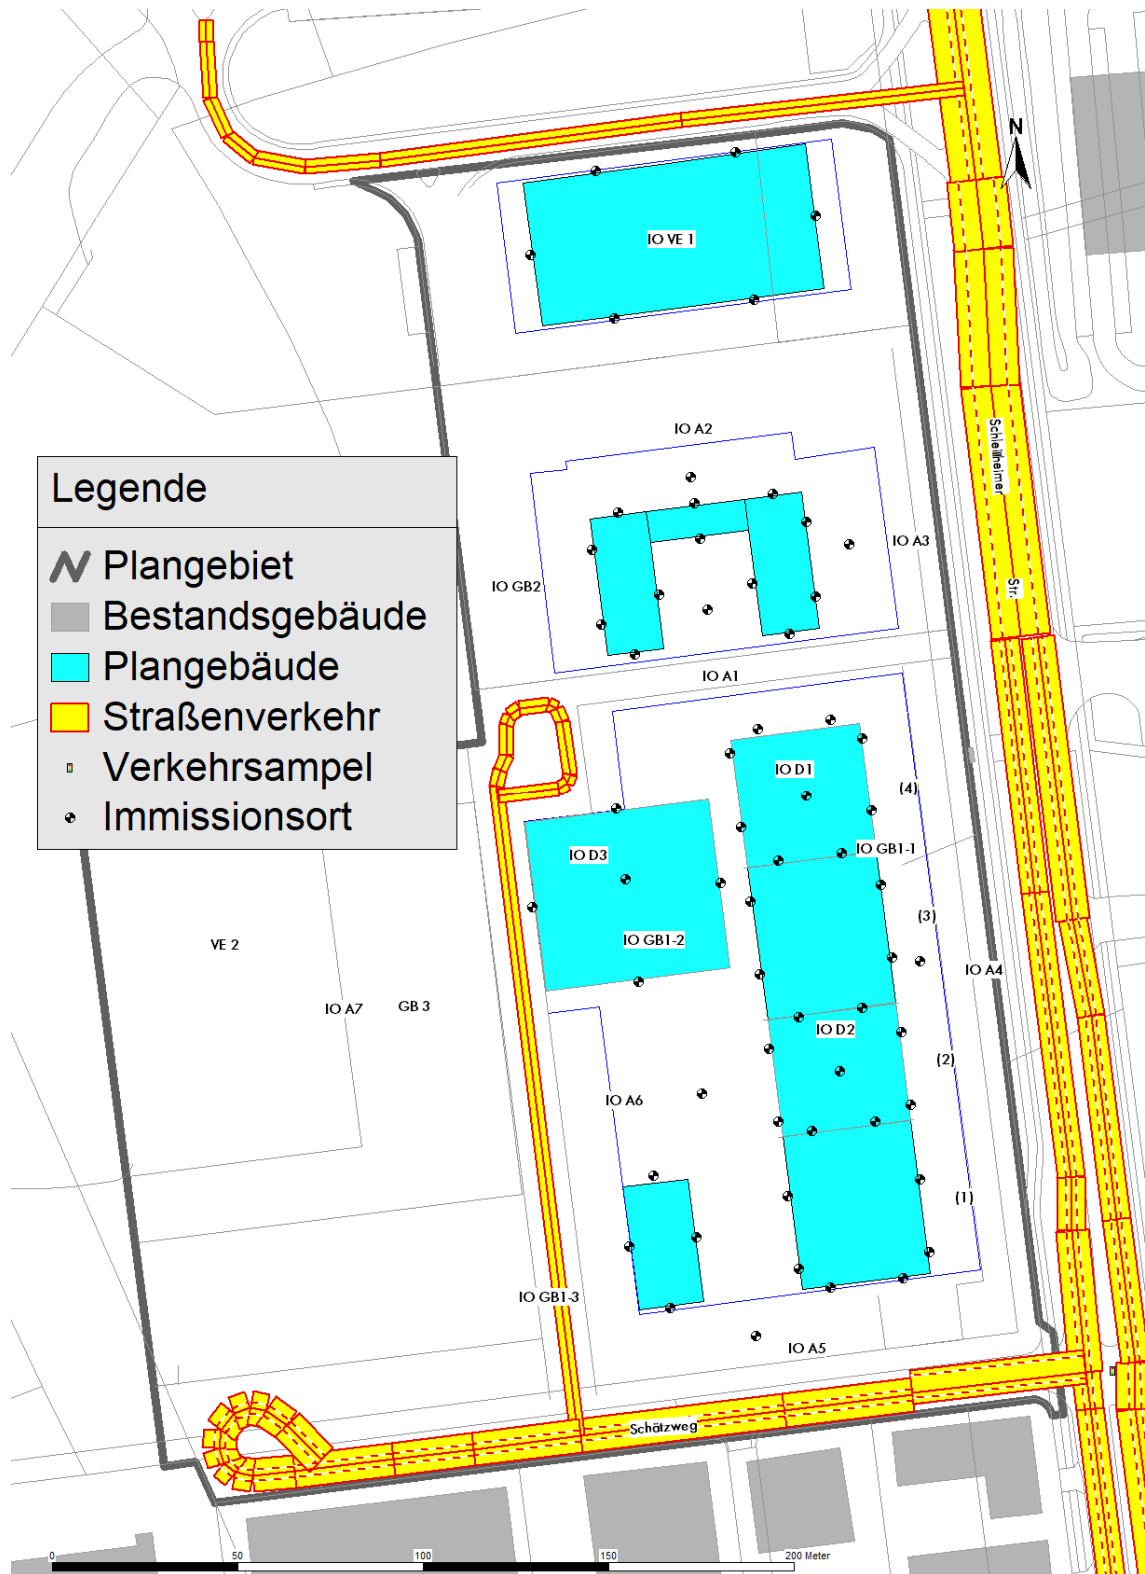 N
IO VE 1
IO A2
Schleißheimer
Legende
IO A3
Plangebiet
IO GB2
Str.
Bestandsgebäude
Plangebäude
IO A1
Straßenverkehr
Verkehrsampel
IO D1
(4)
Immissionsort
IO GB1-1
IO D3
(3)
VE 2
IO GB1-2
IO A4
IO A7
GB 3
IO D2
(2)
IO A6
(1)
IO GB1-3
IO A5
Schätzweg
0 50 100 150 200 Meter